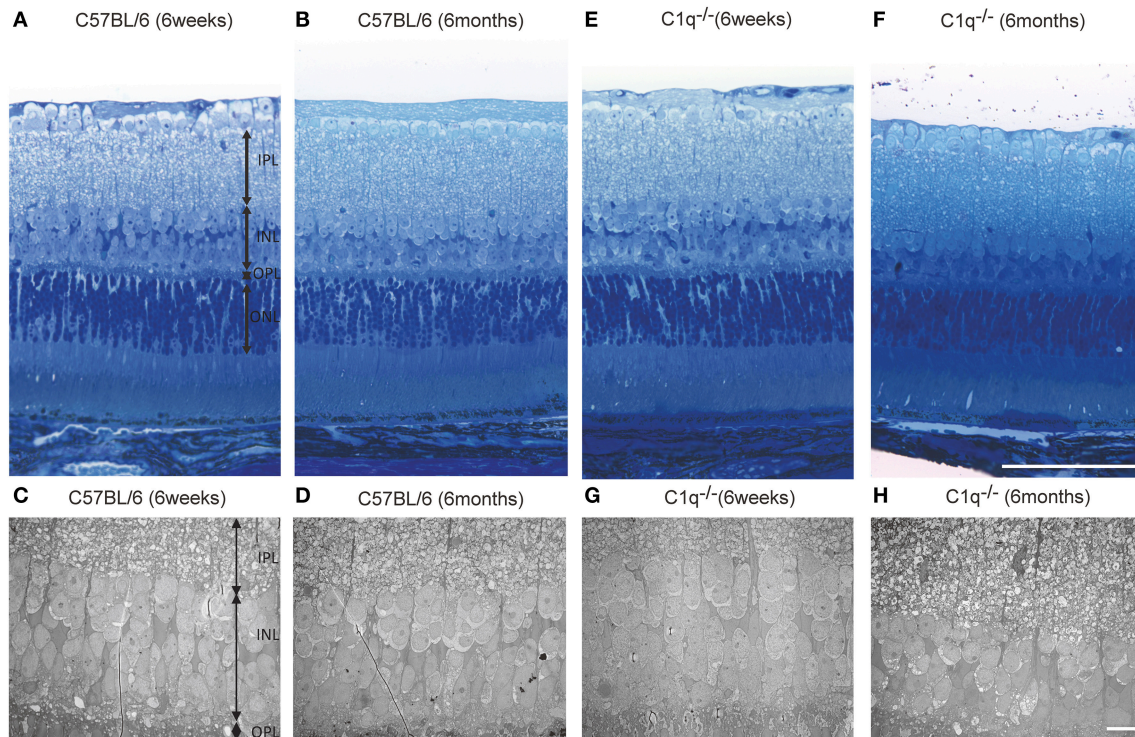 A C57BL/6 (6weeks)
B C57BL/6 (6months)
E C1q-/-(6weeks)
F C1q-/- (6months)
IPL
INL
OPL
ONL
C57BL/6 (6weeks)
C
C57BL/6 (6months)
D
C1q-/-(6weeks)
G
C1q-/- (6months)
H
IPL
INL
OPL